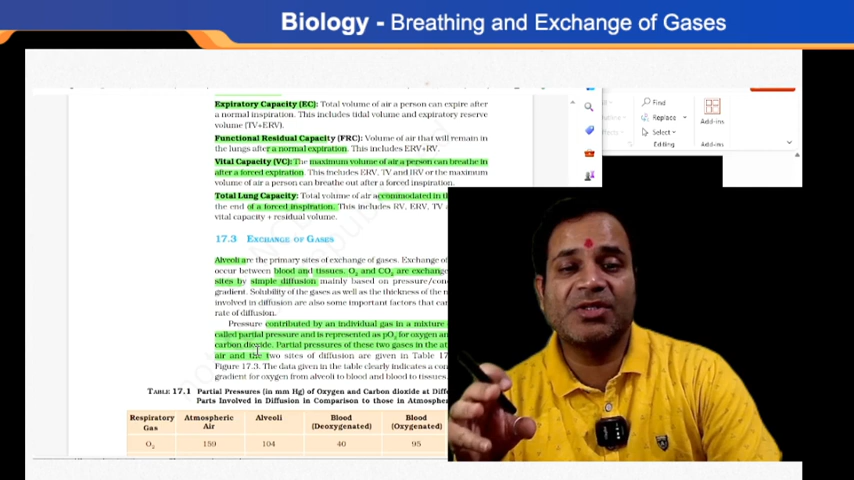 Biology - Breathing and Exchange of Gases
Expiratory Capacity (EC): Total volume of air a person can expire after
a normal inspiration. This includes tidal volume and expiratory reserve
volume (TV+ERV).
Functional Residual Capacity (FRC): Volume of air that will remain in
the lungs after a normal expiration. This includes ERV+RV.
Vital Capacity (VC): The maximum volume of air a person can breathe in
after a forced expiration. This includes ERV, TV and IRV or the maximum
volume of air a person can breathe out after a forced inspiration.
Total Lung Capacity: Total volume of air accommodated in th
the end of a forced inspiration. This includes RV, ERV, TV
vital capacity + residual volume.
17.3 EXCHANGE OF GASES
Alveoli are the primary sites of exchange of gases. Exchange of
occur between blood and tissues. O₂ and CO₂ are exchang
sites by simple diffusion mainly based on pressure/con
gradient. Solubility of the gases as well as the thickness of the
involved in diffusion are also some important factors that can
rate of diffusion.
Pressure contributed by an individual gas in a mixture
called partial pressure and is represented as pO₂ for oxygen an
carbon dioxide. Partial pressures of these two gases in the at
air and the two sites of diffusion are given in Table 17
Figure 17.3. The data given in the table clearly indicates a con
gradient for oxygen from alveoli to blood and blood to tissues.
TABLE 17.1 Partial Pressures (in mm Hg) of Oxygen and Carbon dioxide at Diff
Parts Involved in Diffusion in Comparison to those in Atmospher
Respiratory Gas Atmospheric Air Alveoli Blood (Deoxygenated) Blood (Oxygenated)
O₂ 159 104 40 95
Find
Replace
Select
Editing
Add-ins
Add-ins